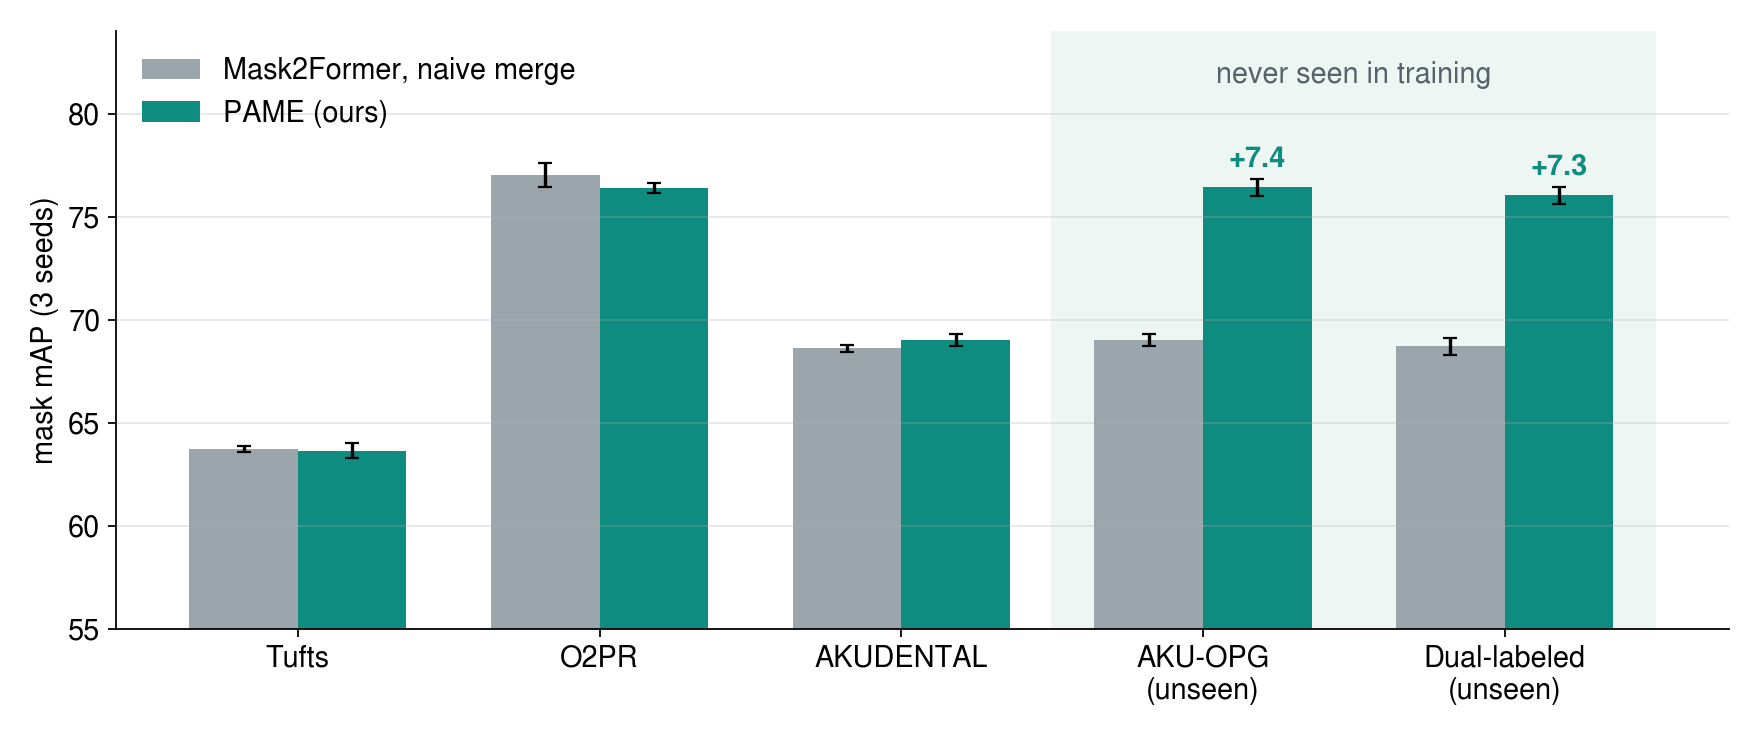 Mask2Former, naive merge
PAME (ours)
never seen in training
+7.4
+7.3
mask mAP (3 seeds)
80
75
70
65
60
55
Tufts
O2PR
AKUDENTAL
AKU-OPG
(unseen)
Dual-labeled
(unseen)